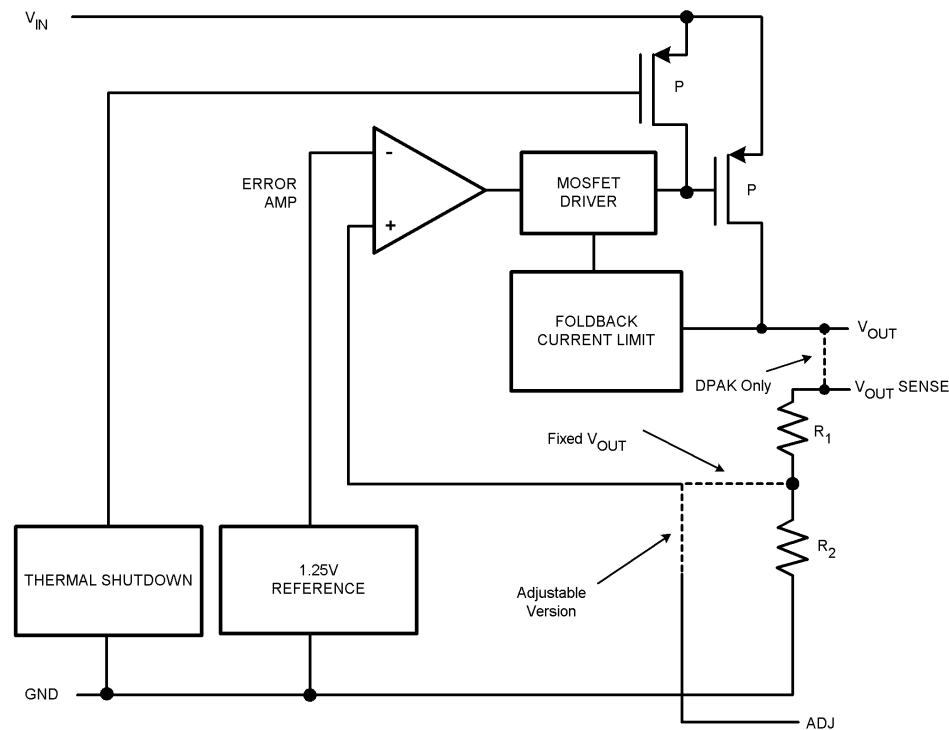 VIN
P
ERROR
AMP
-
+
MOSFET
DRIVER
P
FOLDBACK
CURRENT LIMIT
VOUT
DPAK Only
VOUT SENSE
R1
Fixed VOUT
R2
THERMAL SHUTDOWN
1.25V
REFERENCE
Adjustable
Version
GND
ADJ